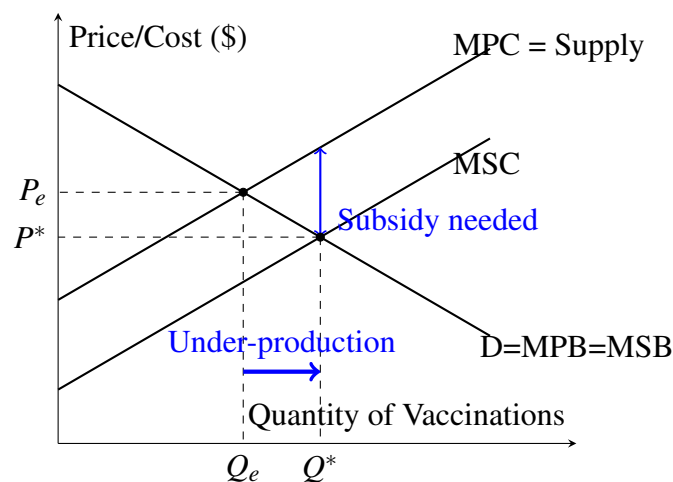 Price/Cost ($)
MPC = Supply
MSC
P_e
Subsidy needed
P*
Under-production
D=MPB=MSB
Quantity of Vaccinations
Q_e
Q*